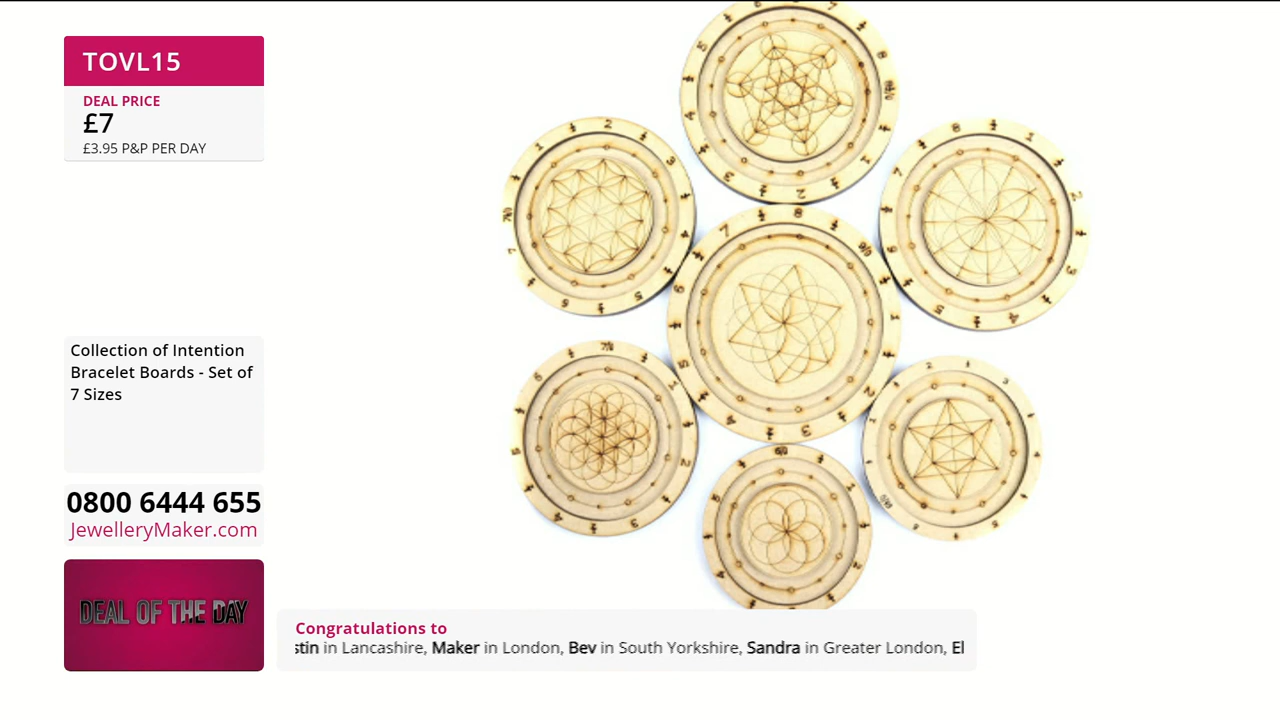 TOVL15
DEAL PRICE
£7
£3.95 P&P PER DAY
Collection of Intention
Bracelet Boards - Set of
7 Sizes
0800 6444 655
JewelleryMaker.com
DEAL OF THE DAY
Congratulations to
stin in Lancashire, Maker in London, Bev in South Yorkshire, Sandra in Greater London, El